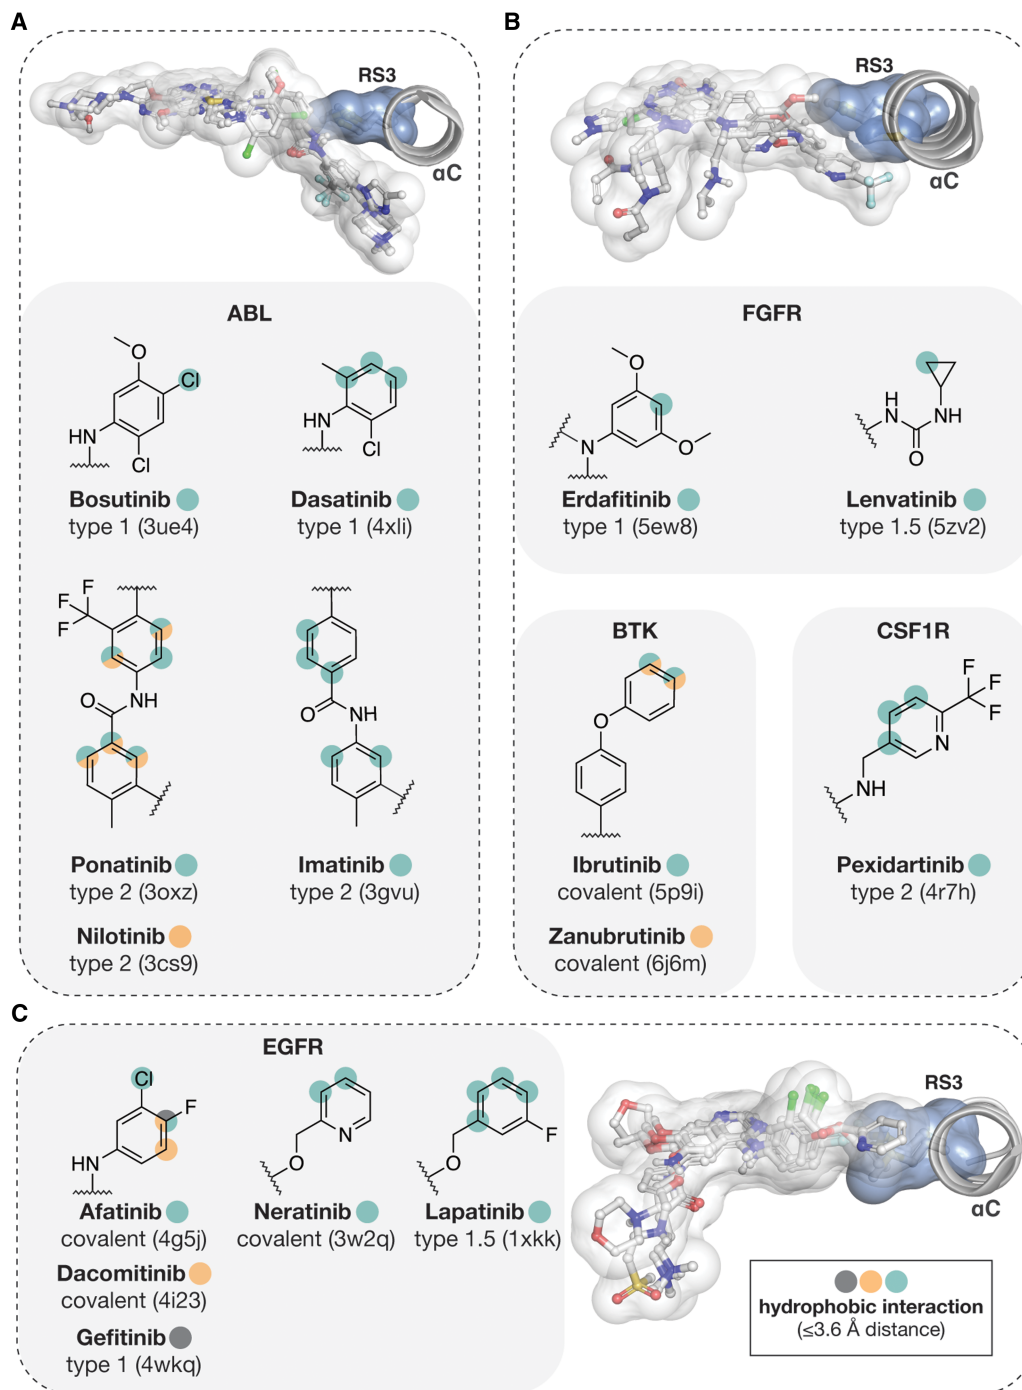 A
RS3
αC
B
RS3
αC
ABL
O
Cl
HN
Cl
Bosutinib
type 1 (3ue4)
HN
Cl
Dasatinib
type 1 (4xli)
F
F
F
O
NH
Ponatinib
type 2 (3oxz)
Nilotinib
type 2 (3cs9)
O
NH
Imatinib
type 2 (3gvu)
FGFR
O
N
O
Erdafitinib
type 1 (5ew8)
H
N
NH
O
Lenvatinib
type 1.5 (5zv2)
BTK
O
Ibrutinib
covalent (5p9i)
Zanubrutinib
covalent (6j6m)
CSF1R
F
F
F
N
NH
Pexidartinib
type 2 (4r7h)
C
EGFR
Cl
F
HN
Afatinib
covalent (4g5j)
Dacomitinib
covalent (4i23)
Gefitinib
type 1 (4wkq)
N
O
Neratinib
covalent (3w2q)
F
O
Lapatinib
type 1.5 (1xkk)
RS3
αC
hydrophobic interaction
(≤3.6 Å distance)